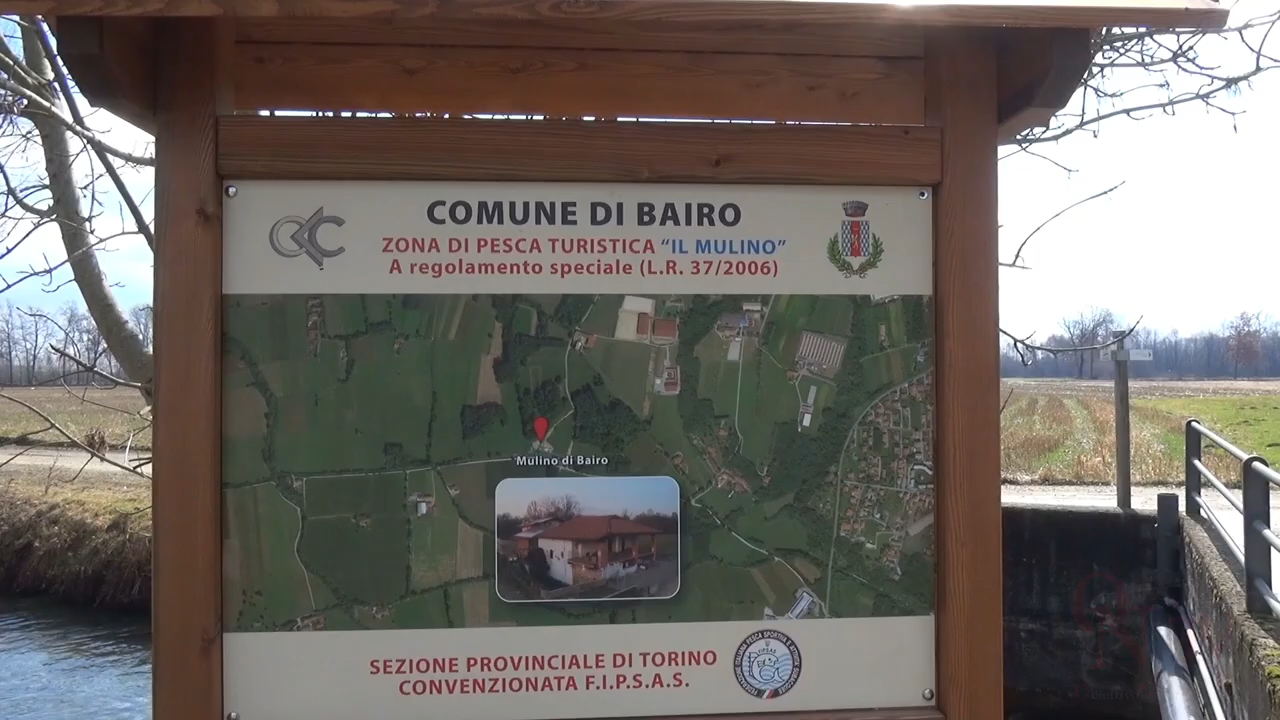 COMUNE DI BAIRO
ZONA DI PESCA TURISTICA “IL MULINO”
A regolamento speciale (L.R. 37/2006)
Mulino di Bairo
SEZIONE PROVINCIALE DI TORINO
CONVENZIONATA F.I.P.S.A.S.